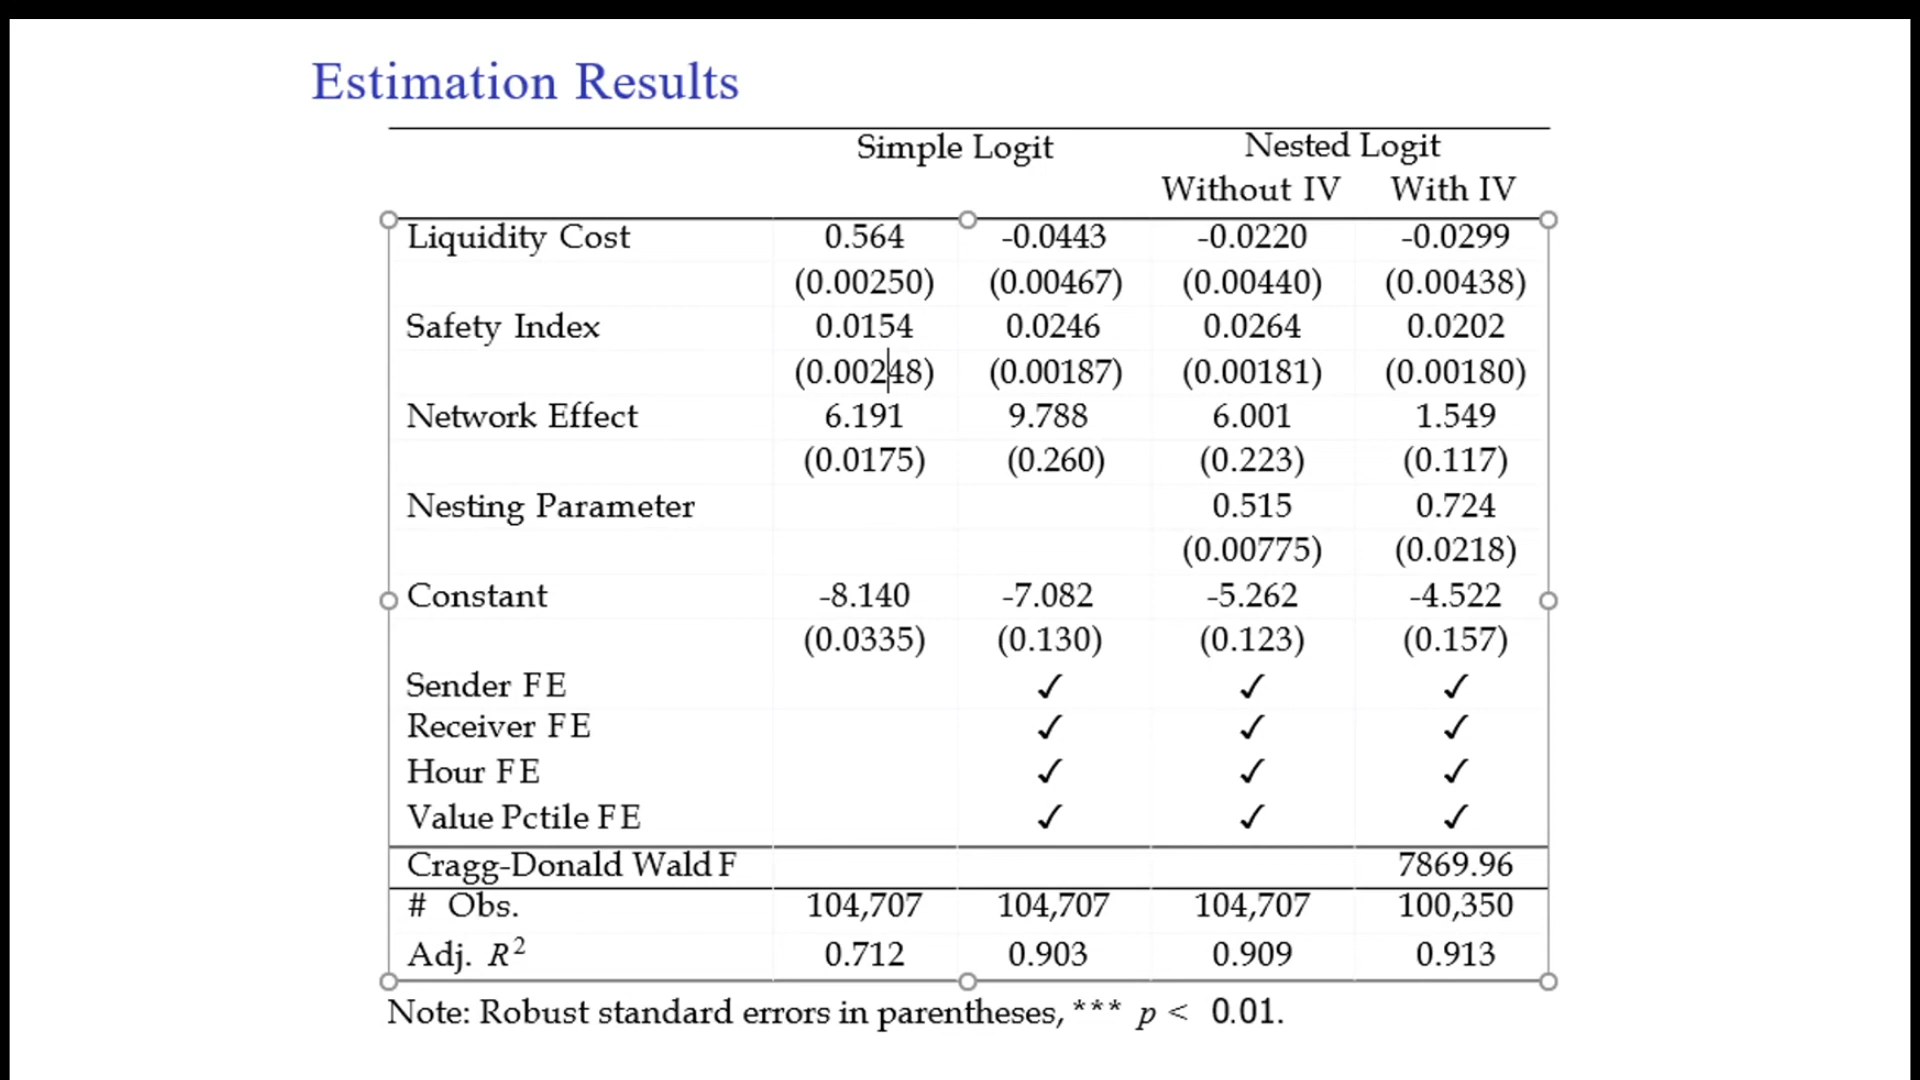 Estimation Results
Simple Logit Nested Logit
Without IV With IV
Liquidity Cost 0.564 -0.0443 -0.0220 -0.0299
(0.00250) (0.00467) (0.00440) (0.00438)
Safety Index 0.0154 0.0246 0.0264 0.0202
(0.00248) (0.00187) (0.00181) (0.00180)
Network Effect 6.191 9.788 6.001 1.549
(0.0175) (0.260) (0.223) (0.117)
Nesting Parameter 0.515 0.724
(0.00775) (0.0218)
Constant -8.140 -7.082 -5.262 -4.522
(0.0335) (0.130) (0.123) (0.157)
Sender FE ✓ ✓ ✓
Receiver FE ✓ ✓ ✓
Hour FE ✓ ✓ ✓
Value Pctile FE ✓ ✓ ✓
Cragg-Donald Wald F 7869.96
# Obs. 104,707 104,707 104,707 100,350
Adj. R² 0.712 0.903 0.909 0.913
Note: Robust standard errors in parentheses, *** p < 0.01.